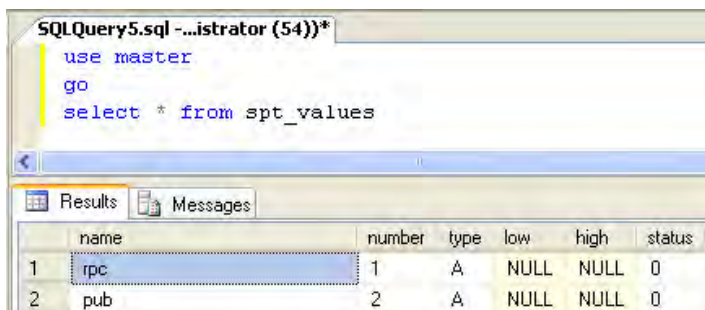 SQLQuery5.sql -...istrator (54))*
use master
go
select * from spt_values
Results Messages
name number type low high status
1 rpc 1 A NULL NULL 0
2 pub 2 A NULL NULL 0